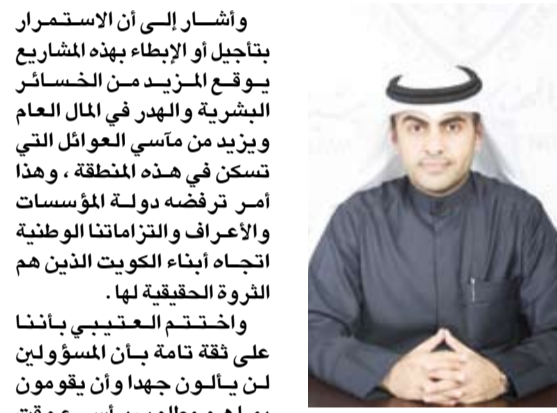 وأشار إلى أن الاستمرار
بتأجيل أو الإبطاء بهذه المشاريع
يوقع المزيد من الخسائر
البشرية والهدر في المال العام
ويزيد من مآسي العوائل التي
تسكن في هذه المنطقة ، وهذا
أمر ترفضه دولة المؤسسات
والأعراف والتزاماتنا الوطنية
اتجاه أبناء الكويت الذين هم
الثروة الحقيقية لها .
واختتم العتيبي بأننا
على ثقة تامة بأن المسؤولين
لن يألون جهدا وأن يقومون